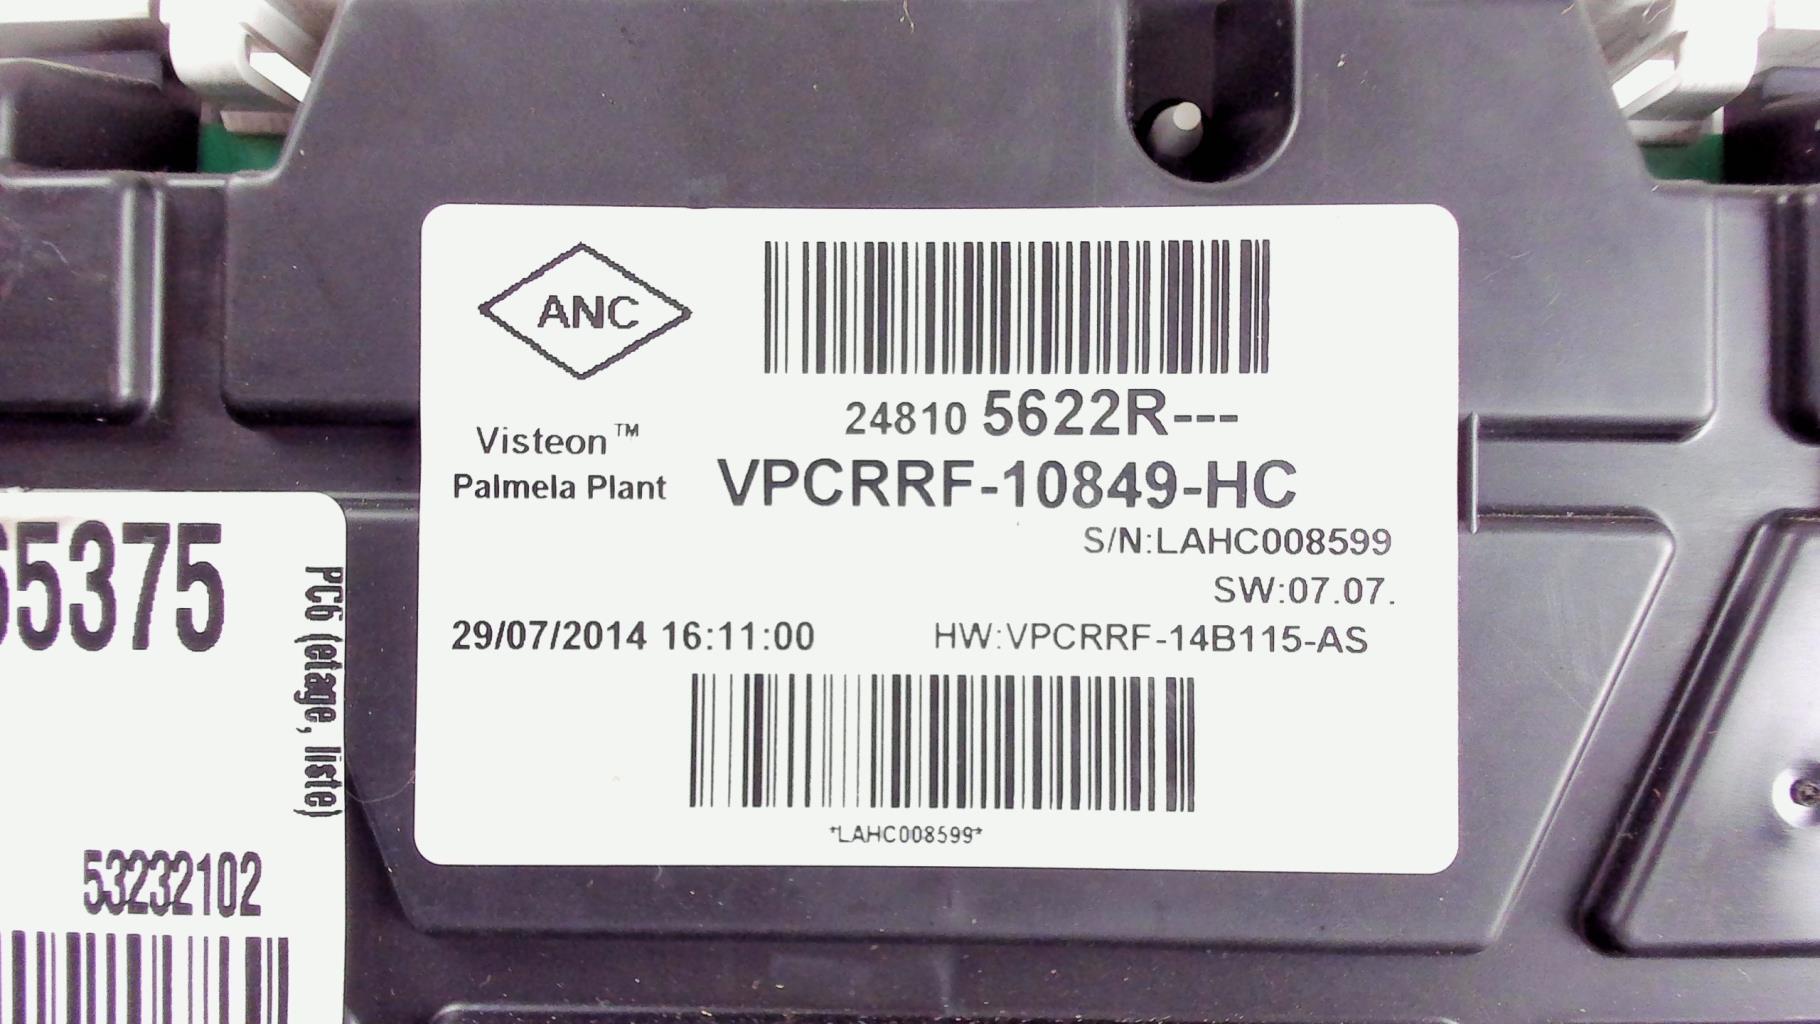 ANC
24810 5622R---
Visteon™
Palmela Plant
VPCRRF-10849-HC
S/N:LAHC008599
SW:07.07.
29/07/2014 16:11:00
HW:VPCRRF-14B115-AS
*LAHC008599*
5375
PC6 (etage, liste)
53232102